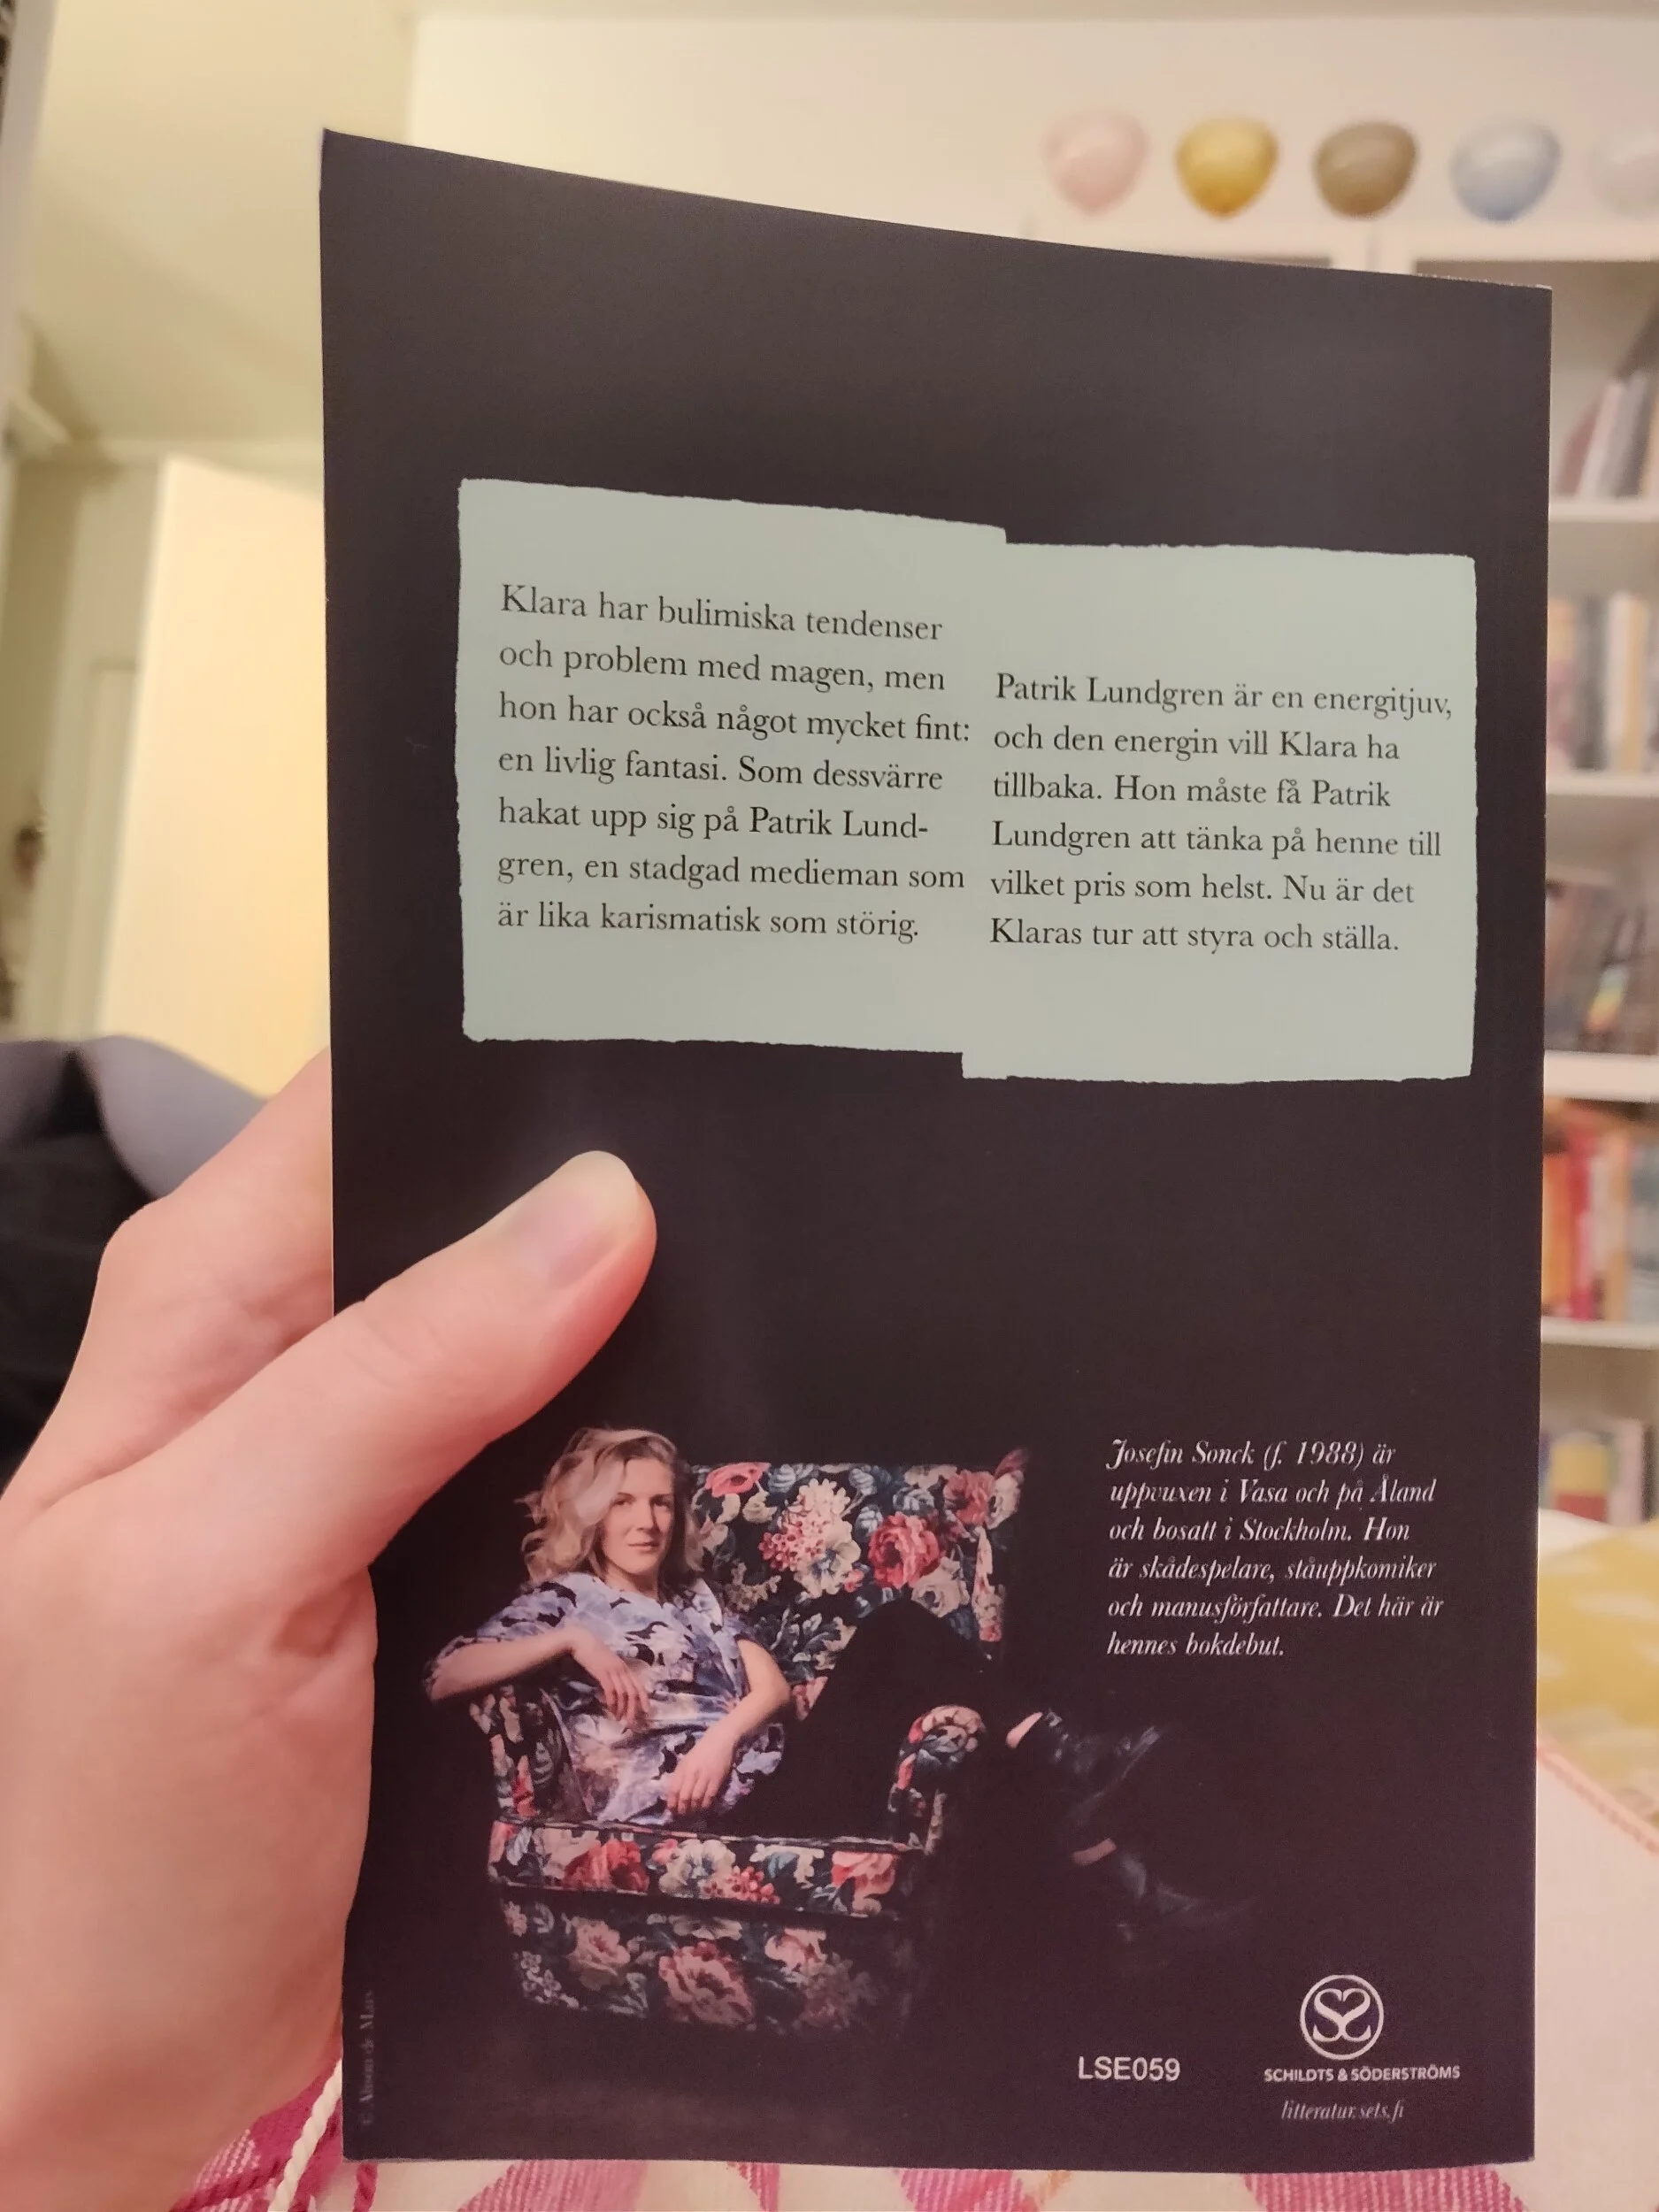 Klara har bulimiska tendenser
och problem med magen, men
hon har också något mycket fint:
en livlig fantasi. Som dessvärre
hakat upp sig på Patrik Lund-
gren, en stadgad medieman som
är lika karismatisk som störig.
Patrik Lundgren är en energitjuv,
och den energin vill Klara ha
tillbaka. Hon måste få Patrik
Lundgren att tänka på henne till
vilket pris som helst. Nu är det
Klaras tur att styra och ställa.
Josefin Sonck (f. 1988) är
uppvuxen i Vasa och på Åland
och bosatt i Stockholm. Hon
är skådespelare, ståuppkomiker
och manusförfattare. Det här är
hennes bokdebut.
LSE059
SCHILDTS & SÖDERSTRÖMS
litteratur.sets.fi